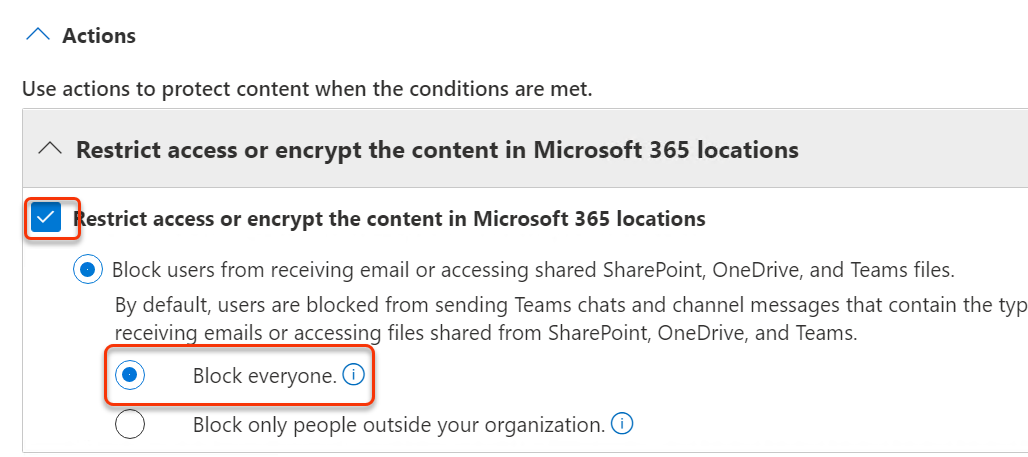 Actions
Use actions to protect content when the conditions are met.
Restrict access or encrypt the content in Microsoft 365 locations
Restrict access or encrypt the content in Microsoft 365 locations
Block users from receiving email or accessing shared SharePoint, OneDrive, and Teams files.
By default, users are blocked from sending Teams chats and channel messages that contain the
receiving emails or accessing files shared from SharePoint, OneDrive, and Teams.
Block everyone.
Block only people outside your organization.